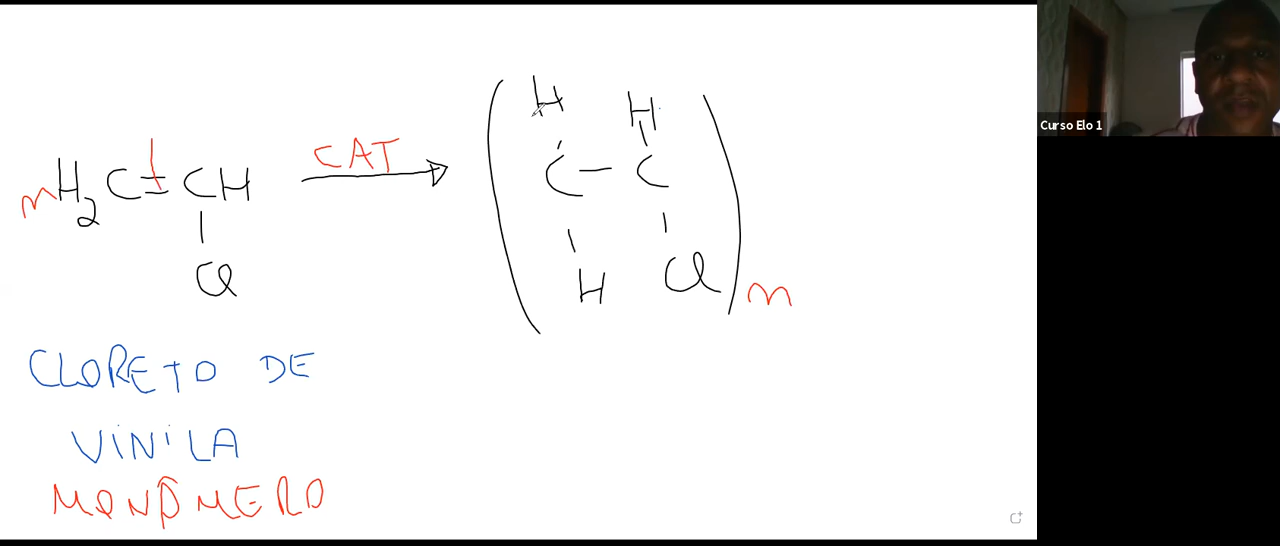 H H
nH2C=CH CAT C - C
Cl H Cl n
CLORETO DE
VINILA
MONÔMERO
Curso Elo 1